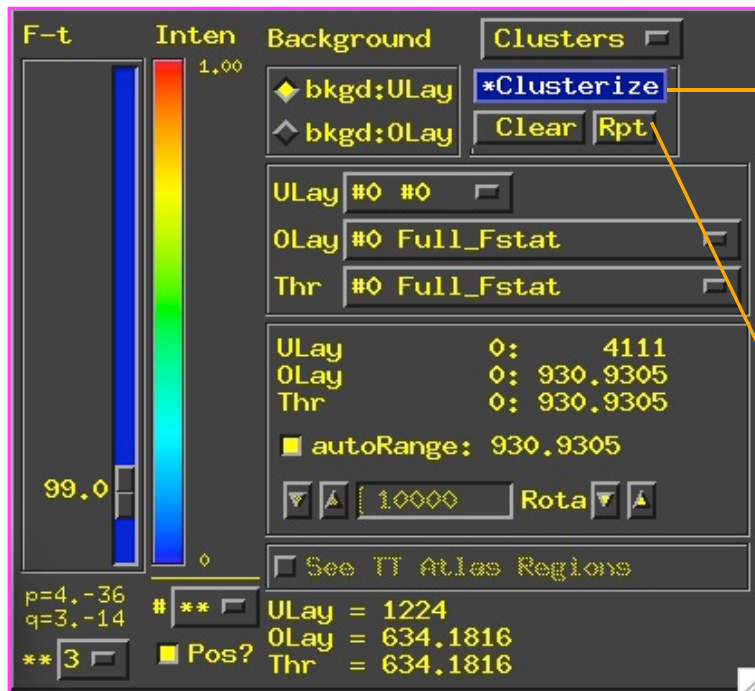 F-t Inten Background Clusters
1.00
bkgd:ULay *Clusterize
bkgd:OLay Clear Rpt
ULay #0 #0
OLay #0 Full_Fstat
Thr #0 Full_Fstat
ULay 0: 4111
OLay 0: 930.9305
Thr 0: 930.9305
autoRange: 930.9305
99.0
10000 Rota
0
See TT Atlas Regions
p=4.-36
q=3.-14
# **
ULay = 1224
OLay = 634.1816
** 3 Pos? Thr = 634.1816